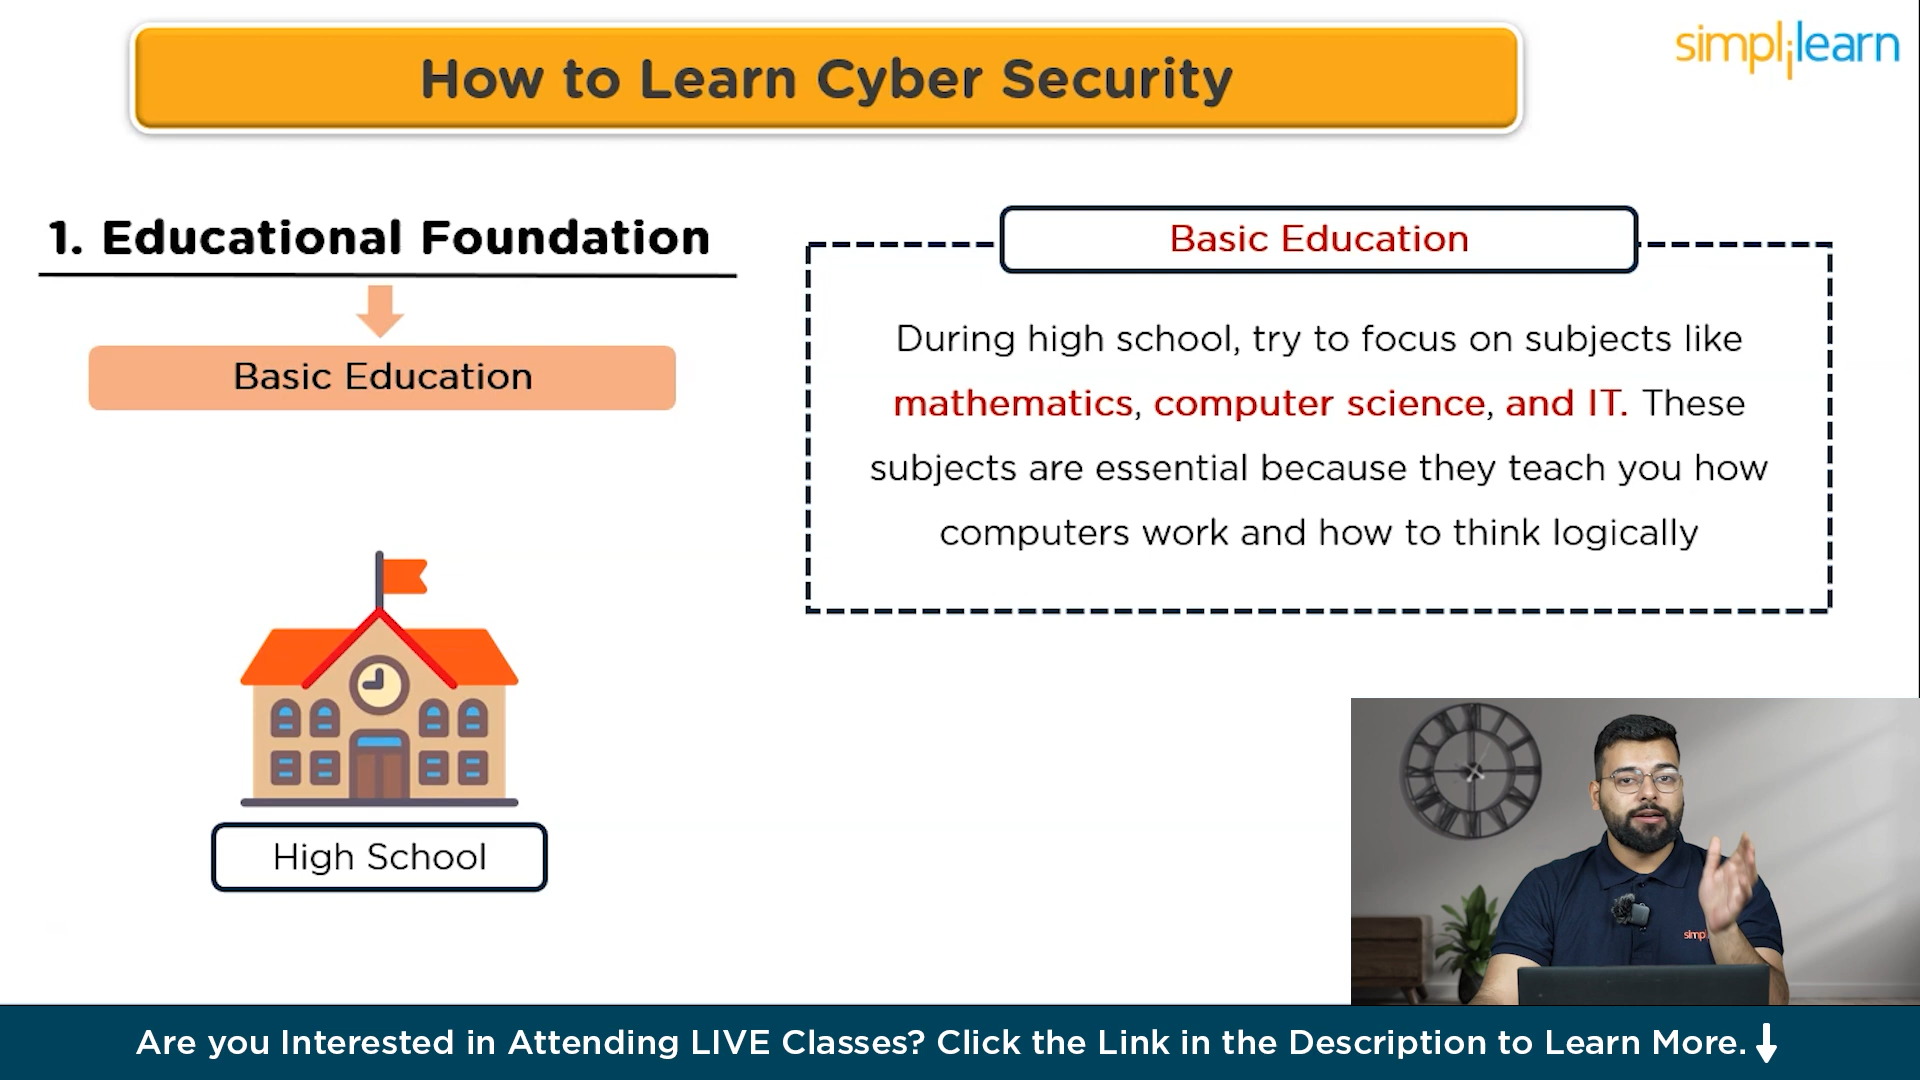 How to Learn Cyber Security
simplilearn
1. Educational Foundation
Basic Education
High School
Basic Education
During high school, try to focus on subjects like
mathematics, computer science, and IT. These
subjects are essential because they teach you how
computers work and how to think logically
simp
Are you Interested in Attending LIVE Classes? Click the Link in the Description to Learn More.